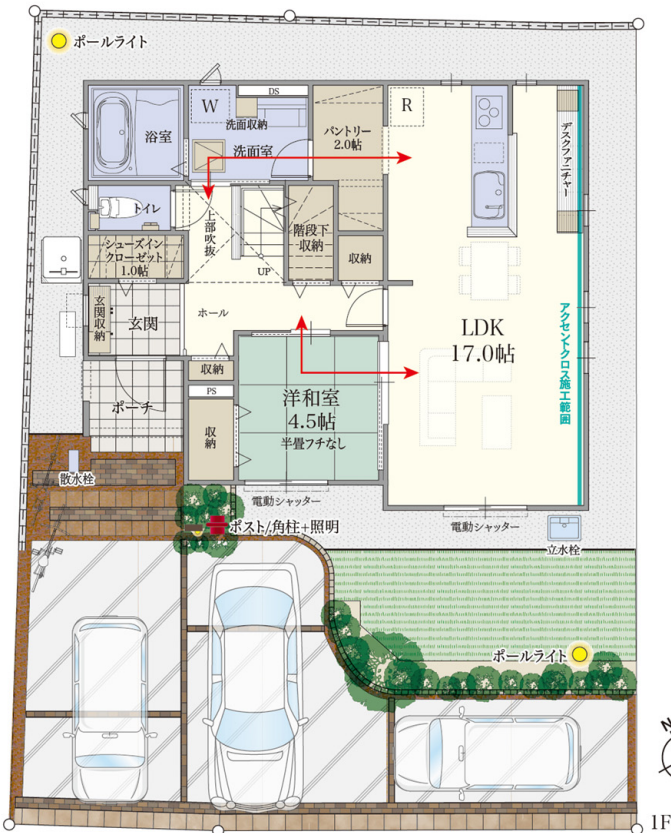 ポールライト
DS
W
R
洗面収納
浴室
洗面室
パントリー
2.0帖
デスクファニチャー
トイレ
上部吹抜
シューズイン
クローゼット
1.0帖
階段下
収納
収納
UP
玄関収納
玄関
ホール
LDK
17.0帖
アクセントクロス施工範囲
収納
PS
洋和室
4.5帖
半畳フチなし
ポーチ
収納
散水栓
電動シャッター
ポスト/角柱+照明
電動シャッター
立水栓
ポールライト
N
1F